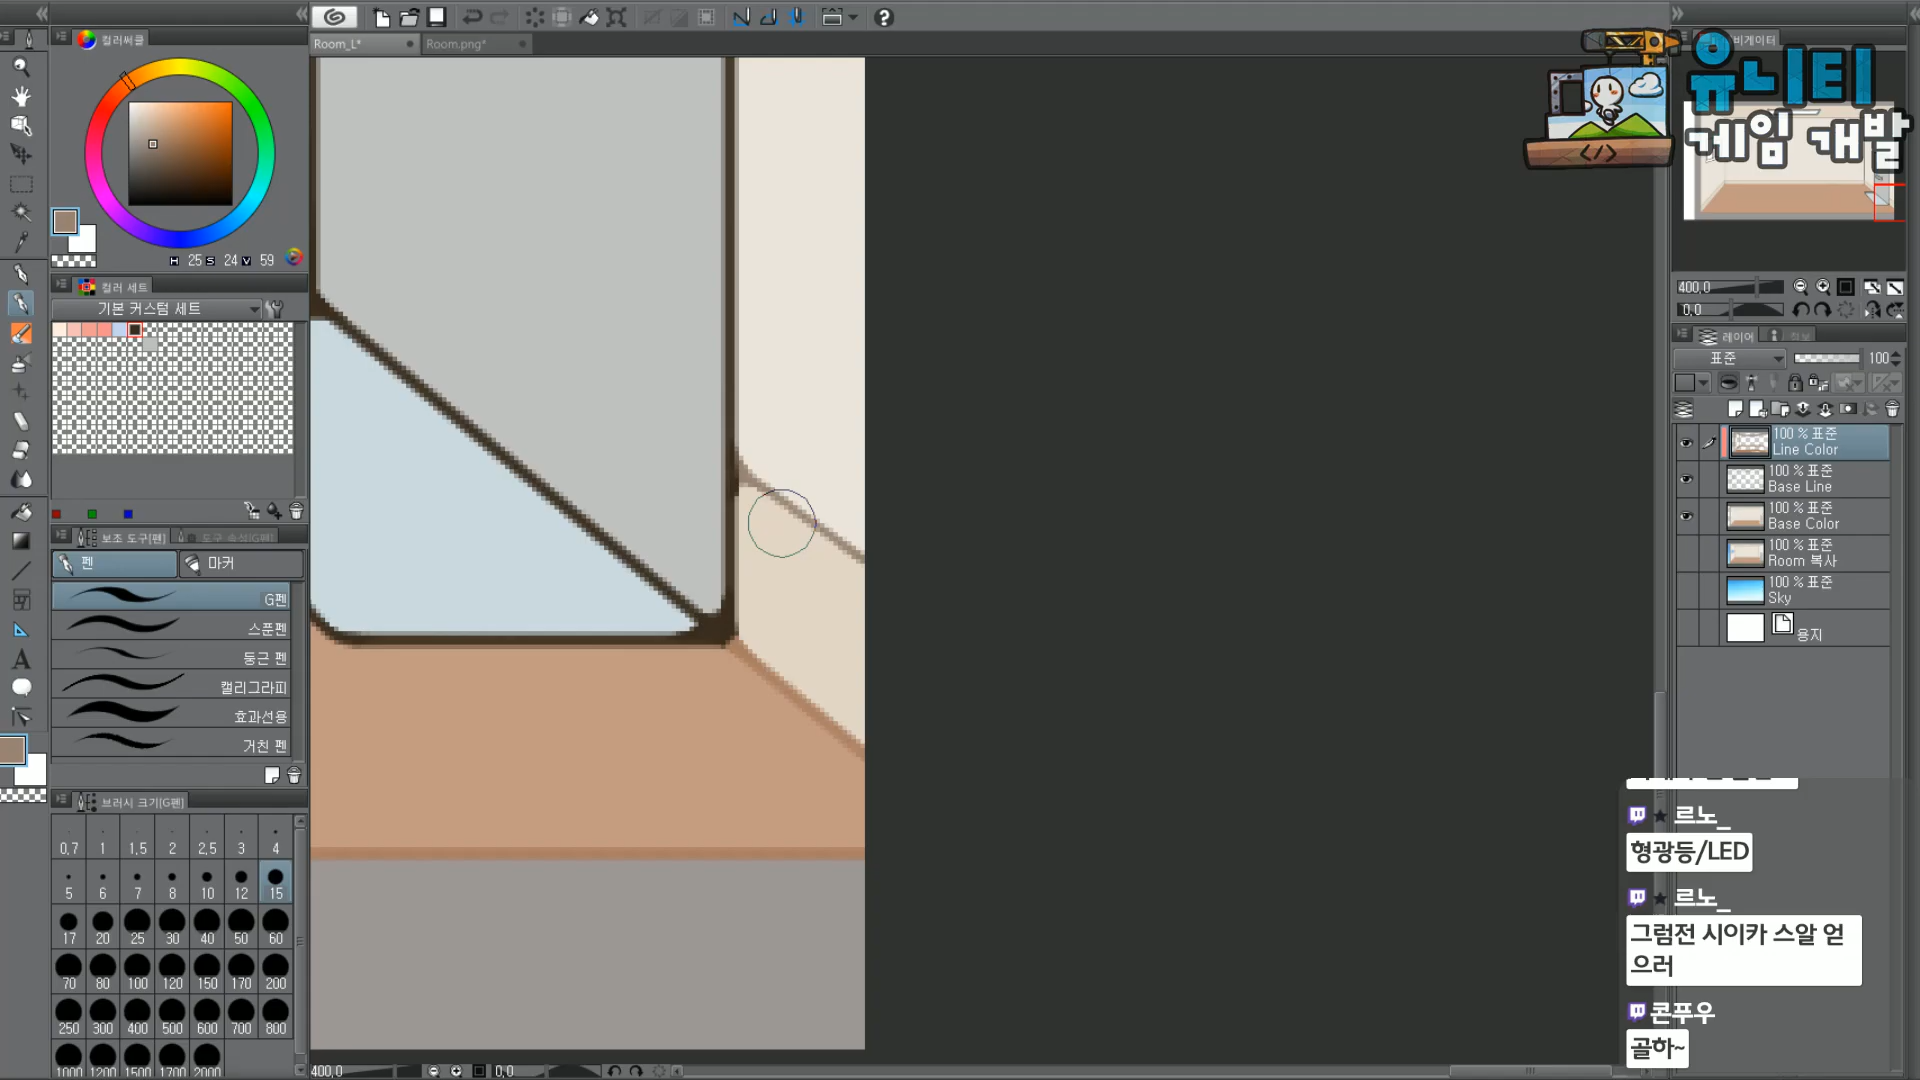 컬러써클
Room_L*
Room.png*
비게이터
유니티
게임 개발
</>
H 25 S 24 V 59
컬러 세트
기본 커스텀 세트
400,0
0,0
레이어
표준
100
100 % 표준
Line Color
100 % 표준
Base Line
100 % 표준
Base Color
100 % 표준
Room 복사
100 % 표준
Sky
용지
보조 도구[펜]
도구 속성[G펜]
펜
마커
G펜
스푼펜
둥근 펜
캘리그라피
효과선용
거친 펜
브러시 크기[G펜]
0,7 1 1,5 2 2,5 3 4
5 6 7 8 10 12 15
17 20 25 30 40 50 60
70 80 100 120 150 170 200
250 300 400 500 600 700 800
1000 1200 1500 1700 2000
400,0
0,0
르노_
형광등/LED
르노_
그럼전 시이카 스알 얻
으러
콘푸우
골하~